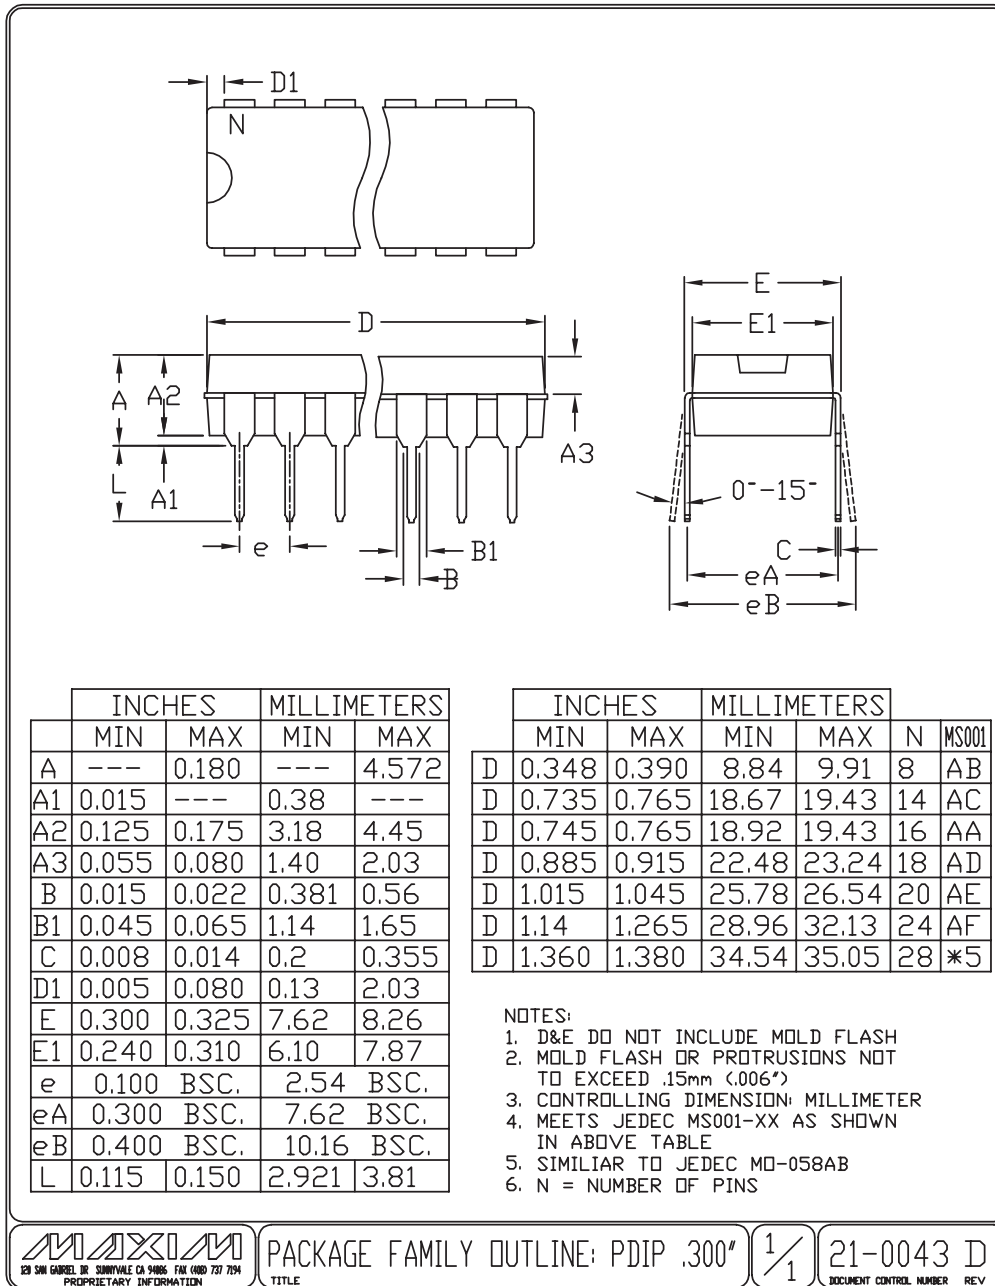 D1
N
E
E1
D
A
A2
A3
L
A1
0°-15°
e
B1
B
C
eA
eB
INCHES MILLIMETERS
MIN MAX MIN MAX
A --- 0.180 --- 4.572
A1 0.015 --- 0.38 ---
A2 0.125 0.175 3.18 4.45
A3 0.055 0.080 1.40 2.03
B 0.015 0.022 0.381 0.56
B1 0.045 0.065 1.14 1.65
C 0.008 0.014 0.2 0.355
D1 0.005 0.080 0.13 2.03
E 0.300 0.325 7.62 8.26
E1 0.240 0.310 6.10 7.87
e 0.100 BSC. 2.54 BSC.
eA 0.300 BSC. 7.62 BSC.
eB 0.400 BSC. 10.16 BSC.
L 0.115 0.150 2.921 3.81
INCHES MILLIMETERS
MIN MAX MIN MAX N MS001
D 0.348 0.390 8.84 9.91 8 AB
D 0.735 0.765 18.67 19.43 14 AC
D 0.745 0.765 18.92 19.43 16 AA
D 0.885 0.915 22.48 23.24 18 AD
D 1.015 1.045 25.78 26.54 20 AE
D 1.14 1.265 28.96 32.13 24 AF
D 1.360 1.380 34.54 35.05 28 *5
NOTES:
1. D&E DO NOT INCLUDE MOLD FLASH
2. MOLD FLASH OR PROTRUSIONS NOT
TO EXCEED .15mm (.006")
3. CONTROLLING DIMENSION: MILLIMETER
4. MEETS JEDEC MS001-XX AS SHOWN
IN ABOVE TABLE
5. SIMILIAR TO JEDEC MO-058AB
6. N = NUMBER OF PINS
MAXIM
120 SAN GABRIEL DR SUNNYVALE CA 94086 FAX (408) 737 7194
PROPRIETARY INFORMATION
PACKAGE FAMILY OUTLINE: PDIP .300"
TITLE
1/1
21-0043 D
DOCUMENT CONTROL NUMBER REV